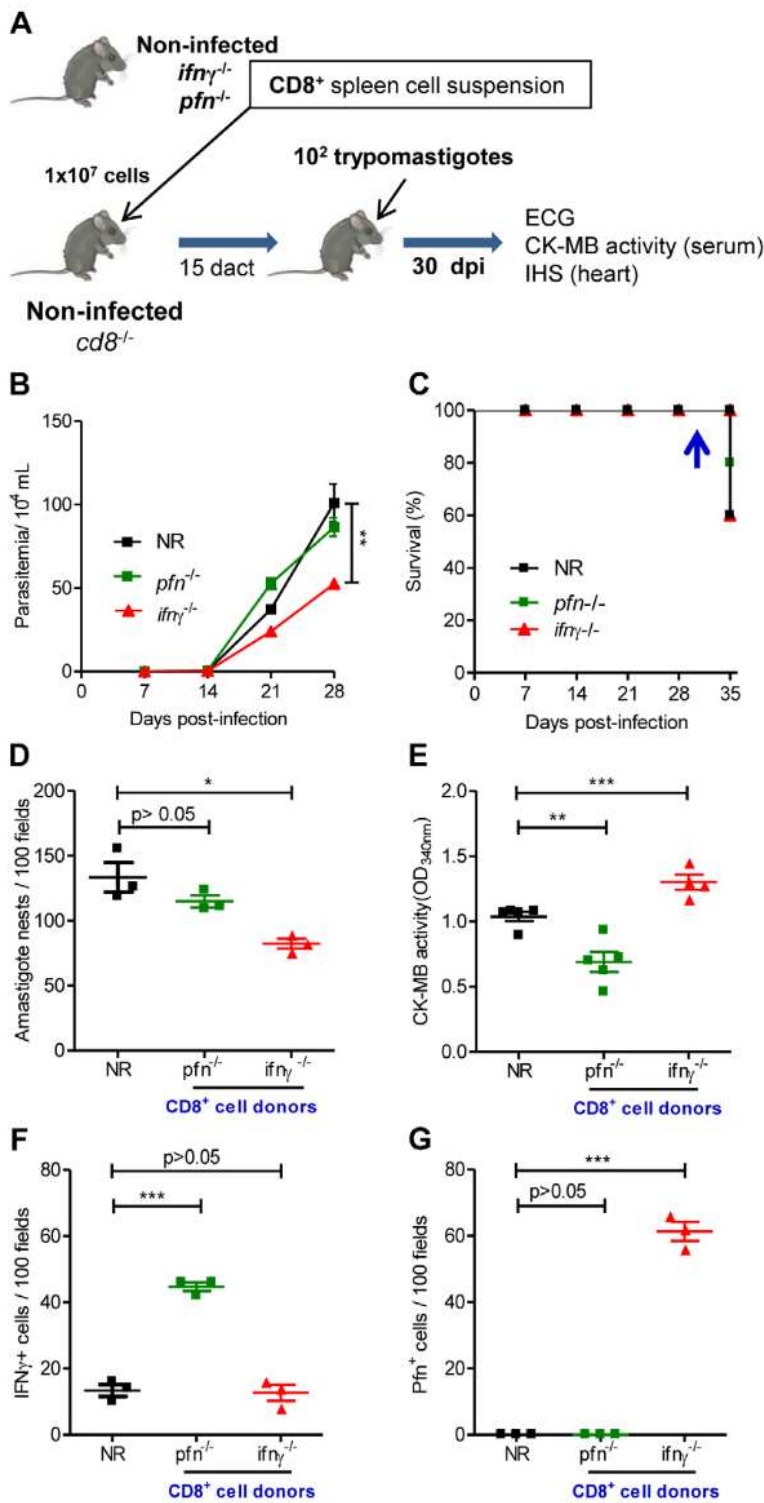 A
Non-infected
ifnγ-/-
pfn-/-
CD8+ spleen cell suspension
1x10⁷ cells
10² trypomastigotes
15 dact
30 dpi
ECG
CK-MB activity (serum)
IHS (heart)
Non-infected
cd8-/-
B
Parasitemia/ 10⁴ mL
150
100
50
0
0 7 14 21 28
Days post-infection
NR
pfn-/-
ifnγ-/-
**
C
Survival (%)
100
80
60
40
20
0
0 7 14 21 28 35
Days post-infection
NR
pfn-/-
ifnγ-/-
D
Amastigote nests / 100 fields
200
150
100
50
0
*
p> 0.05
NR pfn-/- ifnγ-/-
CD8+ cell donors
E
CK-MB activity(OD340nm)
2.0
1.5
1.0
0.5
0.0
***
**
NR pfn-/- ifnγ-/-
CD8+ cell donors
F
IFNγ+ cells / 100 fields
80
60
40
20
0
p>0.05
***
NR pfn-/- ifnγ-/-
CD8+ cell donors
G
Pfn+ cells / 100 fields
80
60
40
20
0
***
p>0.05
NR pfn-/- ifnγ-/-
CD8+ cell donors